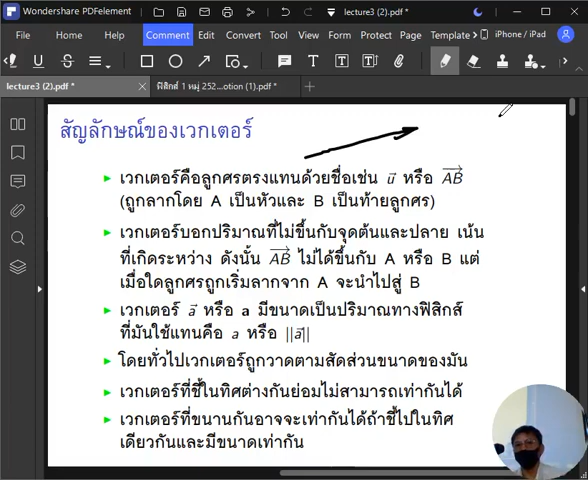 Wondershare PDFelement
lecture3 (2).pdf *
File Home Comment Edit Convert Tools View Page Template iPhone / iPad
lecture3 (2).pdf *
ฟิสิกส์ 1 หมู่ 252...otion (1).pdf *
สัญลักษณ์ของเวกเตอร์
เวกเตอร์คือลูกศรตรงแทนด้วยชื่อเช่น u⃗ หรือ AB⃗
(ถูกลากโดย A เป็นหัวและ B เป็นท้ายลูกศร)
เวกเตอร์บอกปริมาณที่ไม่ขึ้นกับจุดต้นและปลาย เน้น
ที่เกิดระหว่าง ดังนั้น AB⃗ ไม่ได้ขึ้นกับ A หรือ B แต่
เมื่อใดลูกศรถูกเริ่มลากจาก A จะนำไปสู่ B
เวกเตอร์ a⃗ หรือ a มีขนาดเป็นปริมาณทางฟิสิกส์
ที่มันใช้แทนคือ a หรือ ||a⃗||
โดยทั่วไปเวกเตอร์ถูกวาดตามสัดส่วนขนาดของมัน
เวกเตอร์ที่ชี้ในทิศต่างกันย่อมไม่สามารถเท่ากันได้
เวกเตอร์ที่ขนานกันอาจจะเท่ากันได้ถ้าชี้ไปในทิศ
เดียวกันและมีขนาดเท่ากัน